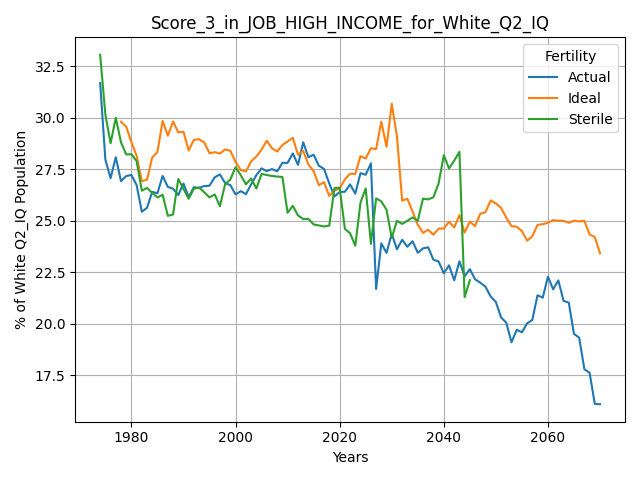 Score_3_in_JOB_HIGH_INCOME_for_White_Q2_IQ
% of White Q2_IQ Population
32.5
30.0
27.5
25.0
22.5
20.0
17.5
Fertility
Actual
Ideal
Sterile
1980
2000
2020
2040
2060
Years